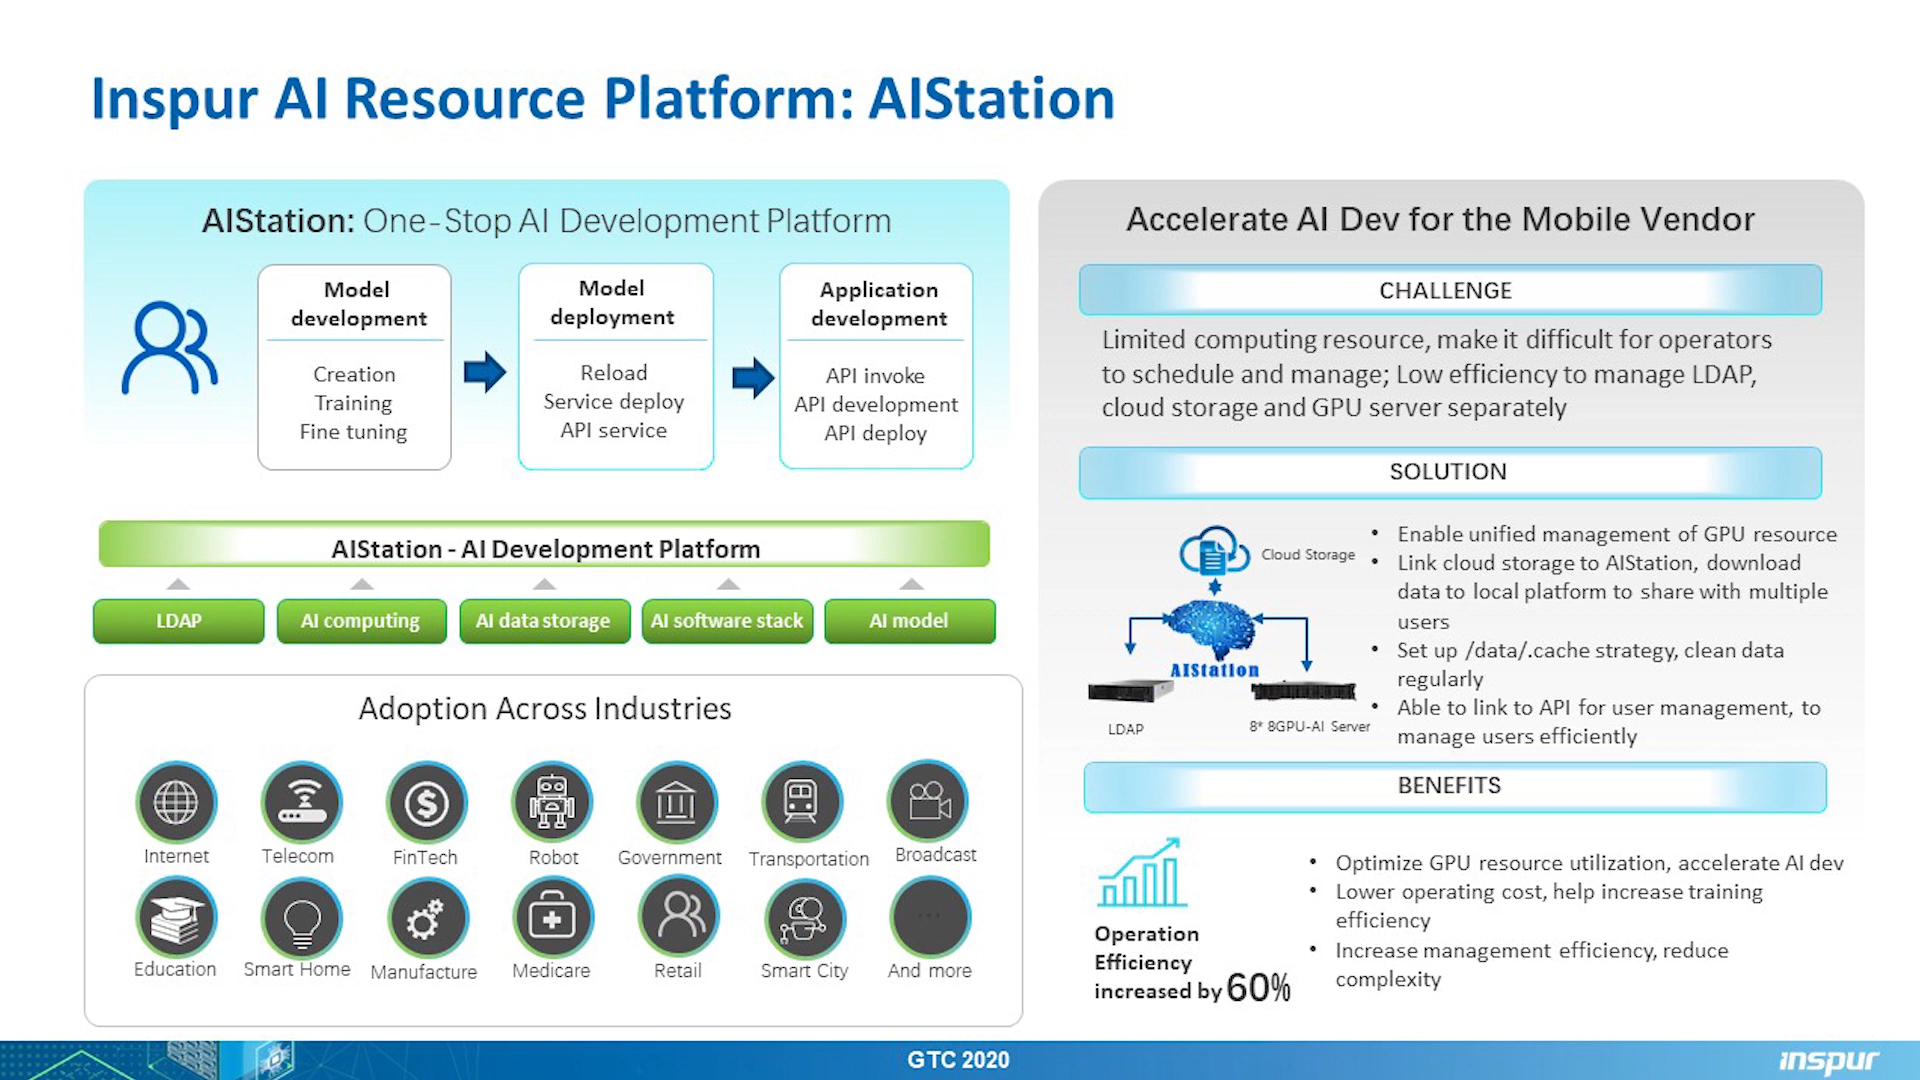 Inspur AI Resource Platform: AIStation
AIStation: One-Stop AI Development Platform
Model
development
Creation
Training
Fine tuning
Model
deployment
Reload
Service deploy
API service
Application
development
API invoke
API development
API deploy
AIStation - AI Development Platform
LDAP
AI computing
AI data storage
AI software stack
AI model
Adoption Across Industries
Internet
Telecom
FinTech
Robot
Government
Transportation
Broadcast
Education
Smart Home
Manufacture
Medicare
Retail
Smart City
...
And more
Accelerate AI Dev for the Mobile Vendor
CHALLENGE
Limited computing resource, make it difficult for operators
to schedule and manage; Low efficiency to manage LDAP,
cloud storage and GPU server separately
SOLUTION
Cloud Storage
AIStation
LDAP
8* 8GPU-AI Server
• Enable unified management of GPU resource
• Link cloud storage to AIStation, download
data to local platform to share with multiple
users
• Set up /data/.cache strategy, clean data
regularly
• Able to link to API for user management, to
manage users efficiently
BENEFITS
Operation
Efficiency
increased by 60%
• Optimize GPU resource utilization, accelerate AI dev
• Lower operating cost, help increase training
efficiency
• Increase management efficiency, reduce
complexity
GTC 2020
inspur